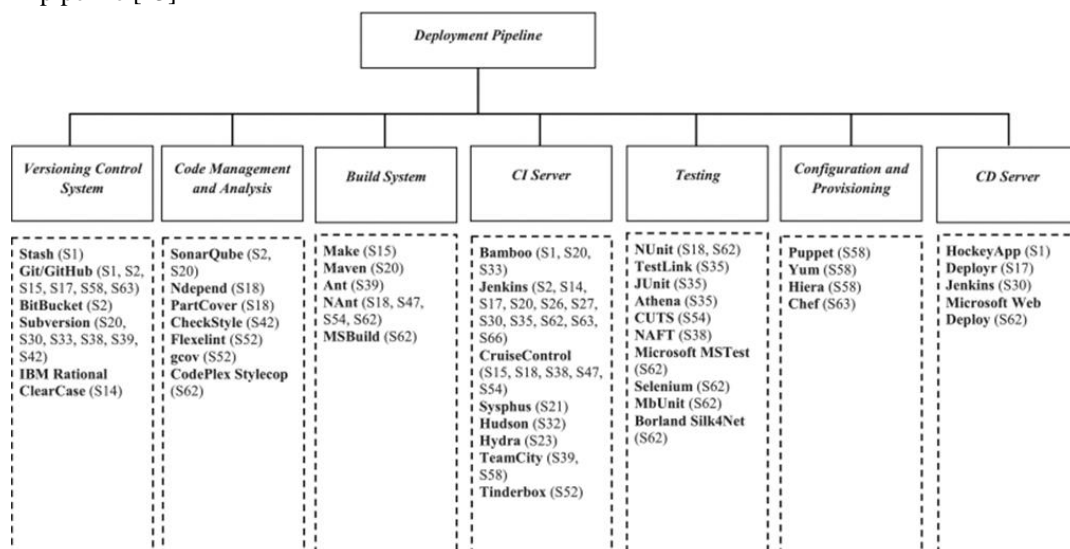 Deployment Pipeline
Versioning Control
System
Code Management
and Analysis
Build System
CI Server
Testing
Configuration and
Provisioning
CD Server
Stash (S1)
Git/GitHub (S1, S2,
S15, S17, S58, S63)
BitBucket (S2)
Subversion (S20,
S30, S33, S38, S39,
S42)
IBM Rational
ClearCase (S14)
SonarQube (S2,
S20)
Ndepend (S18)
PartCover (S18)
CheckStyle (S42)
Flexelint (S52)
gcov (S52)
CodePlex Stylecop
(S62)
Make (S15)
Maven (S20)
Ant (S39)
NAnt (S18, S47,
S54, S62)
MSBuild (S62)
Bamboo (S1, S20,
S33)
Jenkins (S2, S14,
S17, S20, S26, S27,
S30, S35, S62, S63,
S66)
CruiseControl
(S15, S18, S38, S47,
S54)
Sysphus (S21)
Hudson (S32)
Hydra (S23)
TeamCity (S39,
S58)
Tinderbox (S52)
NUnit (S18, S62)
TestLink (S35)
JUnit (S35)
Athena (S35)
CUTS (S54)
NAFT (S38)
Microsoft MSTest
(S62)
Selenium (S62)
MbUnit (S62)
Borland Silk4Net
(S62)
Puppet (S58)
Yum (S58)
Hiera (S58)
Chef (S63)
HockeyApp (S1)
Deployr (S17)
Jenkins (S30)
Microsoft Web
Deploy (S62)